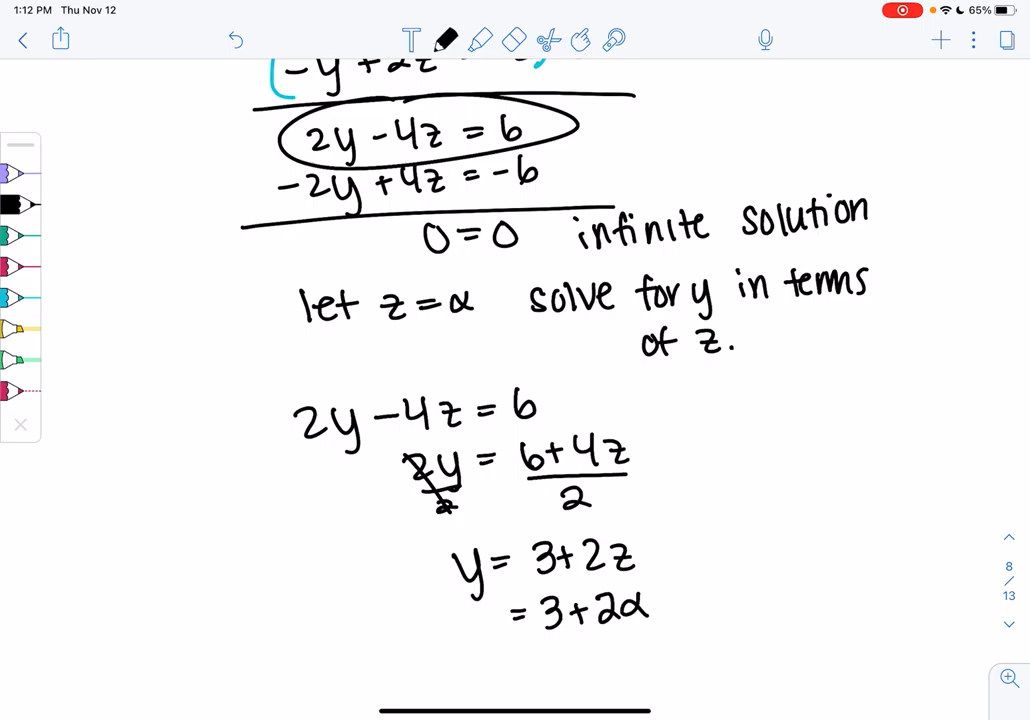 1:12 PM Thu Nov 12
65%
T
-y+2z
2y-4z=6
-2y+4z=-6
0=0 infinite solution
let z=α solve for y in terms
of z.
2y-4z=6
2y/2 = 6+4z/2
y=3+2z
=3+2α
8
/
13